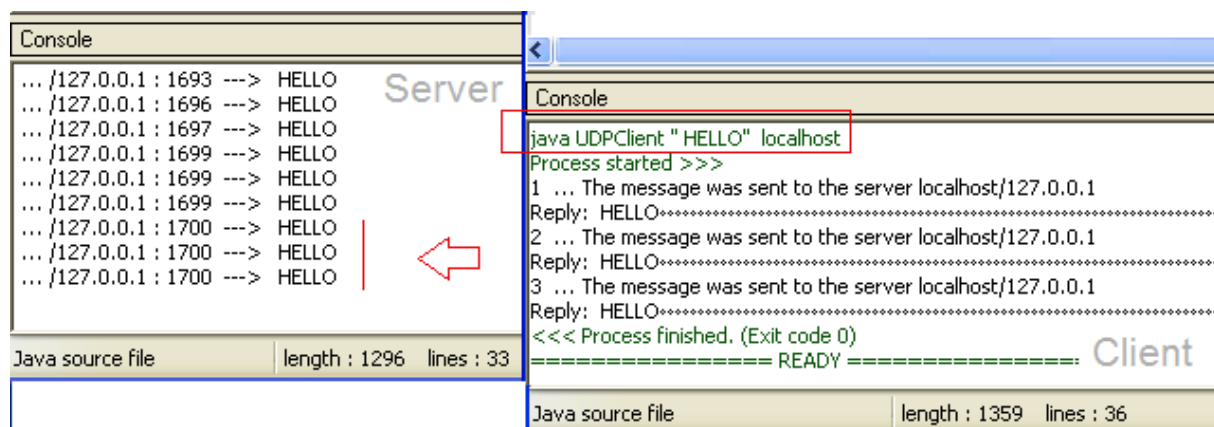 Console
... /127.0.0.1 : 1693 ---> HELLO
... /127.0.0.1 : 1696 ---> HELLO
... /127.0.0.1 : 1697 ---> HELLO
... /127.0.0.1 : 1699 ---> HELLO
... /127.0.0.1 : 1699 ---> HELLO
... /127.0.0.1 : 1699 ---> HELLO
... /127.0.0.1 : 1700 ---> HELLO
... /127.0.0.1 : 1700 ---> HELLO
... /127.0.0.1 : 1700 ---> HELLO
Server
Java source file length : 1296 lines : 33
Console
java UDPClient " HELLO" localhost
Process started >>>
1 ... The message was sent to the server localhost/127.0.0.1
Reply: HELLO
2 ... The message was sent to the server localhost/127.0.0.1
Reply: HELLO
3 ... The message was sent to the server localhost/127.0.0.1
Reply: HELLO
<<< Process finished. (Exit code 0)
================ READY ================
Client
Java source file length : 1359 lines : 36